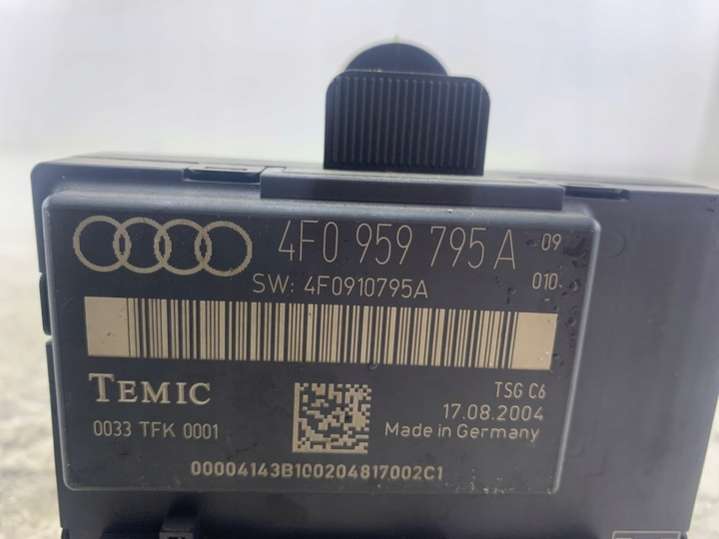 4F0 959 795 A 09
SW: 4F0910795A 010
TEMIC
TSG C6
17.08.2004
0033 TFK 0001 Made in Germany
00004143B100204817002C1